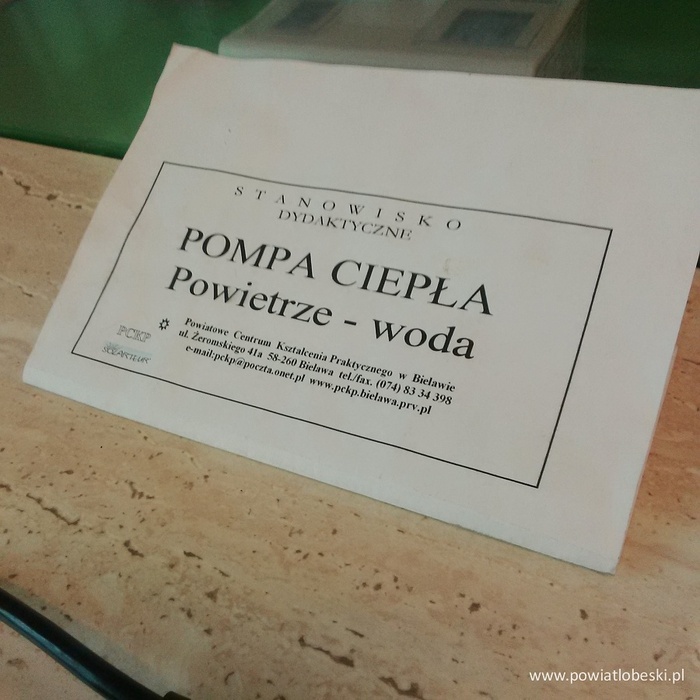 STANOWISKO
DYDAKTYCZNE
POMPA CIEPŁA
Powietrze - woda
PCKP
Powiatowe Centrum Kształcenia Praktycznego w Bielawie
ul. Żeromskiego 41a 58-260 Bielawa tel./fax. (074) 83 34 398
e-mail:pckp@poczta.onet.pl www.pckp.bielawa.prv.pl
www.powiatlobeski.pl